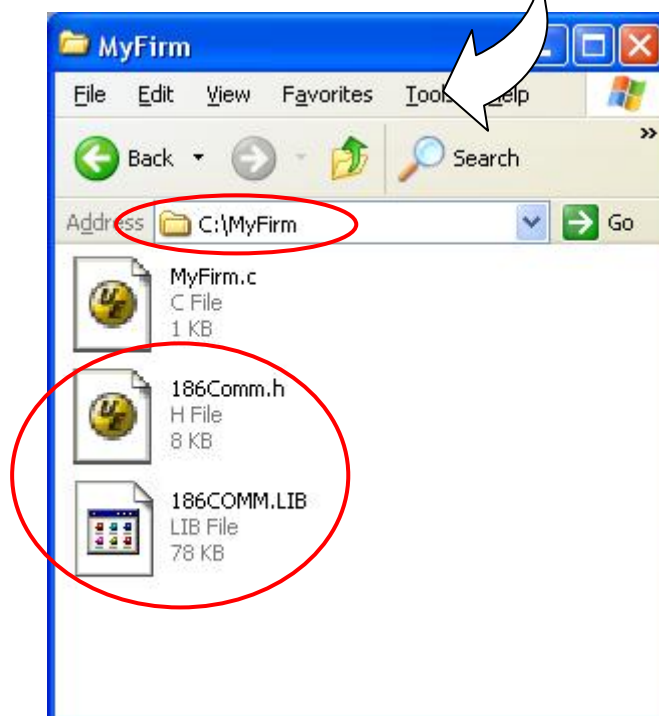 MyFirm
File Edit View Favorites Tools Help
Back Search »
Address C:\MyFirm Go
MyFirm.c
C File
1 KB
186Comm.h
H File
8 KB
186COMM.LIB
LIB File
78 KB